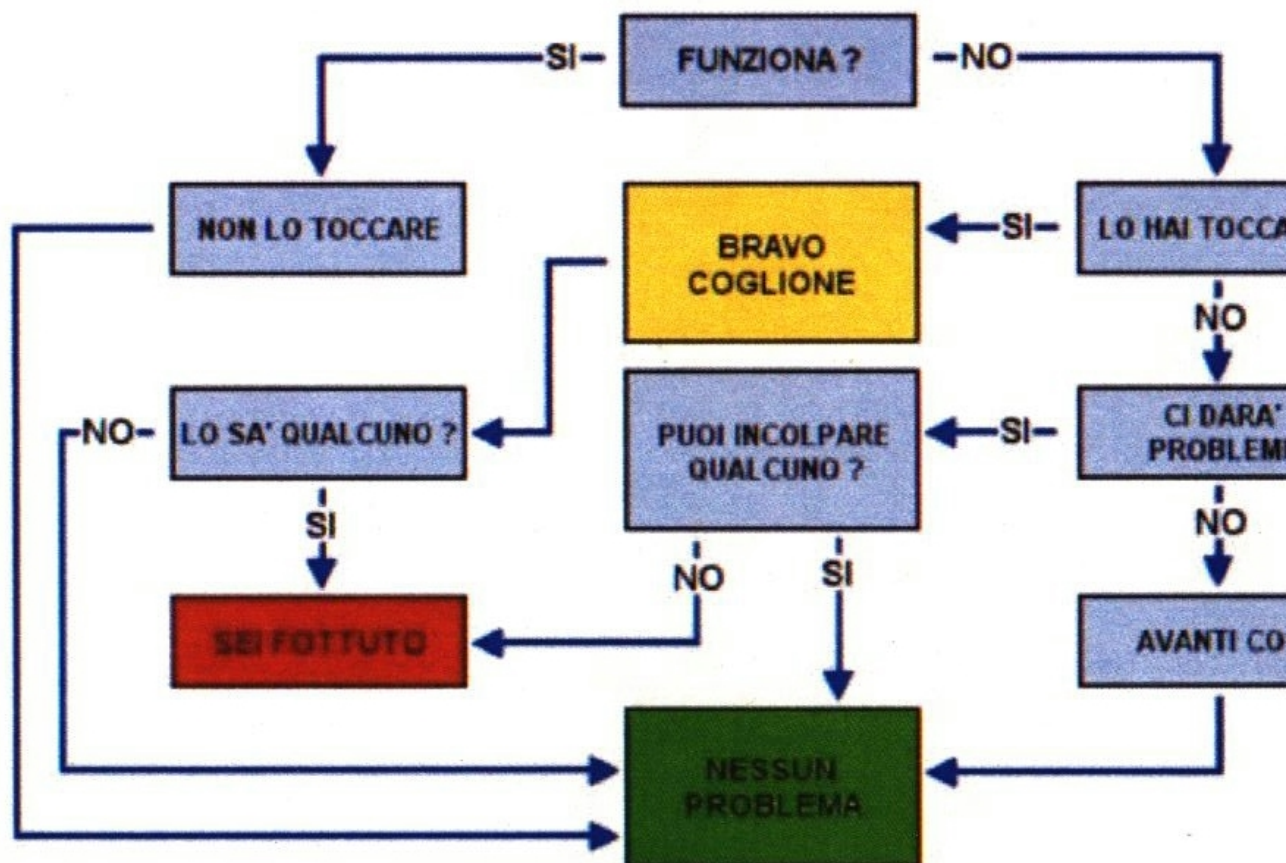 FUNZIONA ?
SI
NO
NON LO TOCCARE
BRAVO
COGLIONE
SI
LO HAI TOCCA
NO
NO
LO SA' QUALCUNO ?
PUOI INCOLPARE
QUALCUNO ?
SI
CI DARA'
PROBLEM
SI
NO
SI
NO
SEI FOTTUTO
AVANTI CO
NESSUN
PROBLEMA